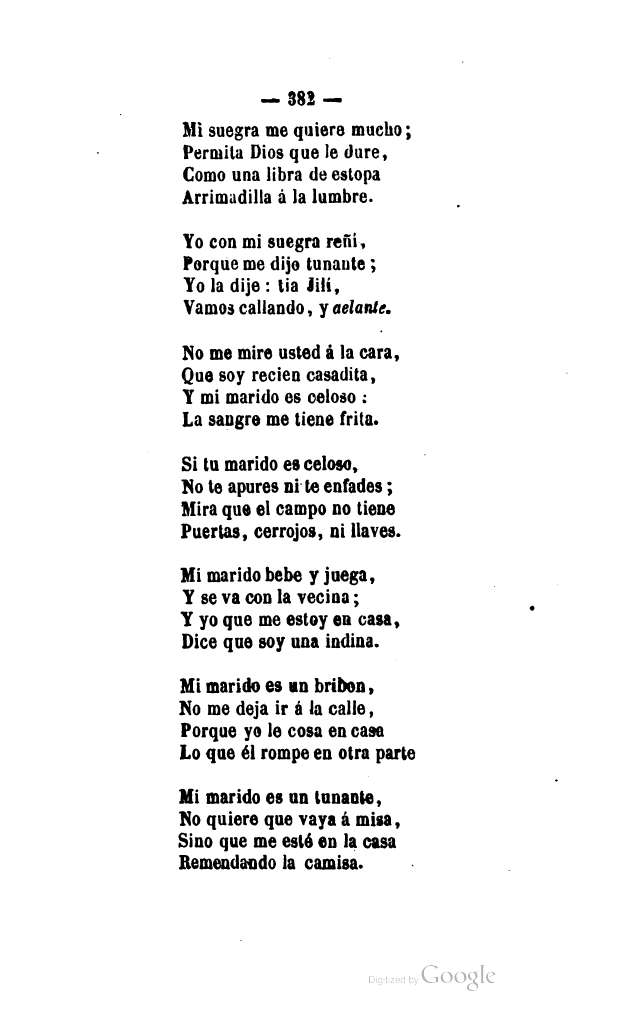 — 382 —
Mi suegra me quiere mucho;
Permita Dios que le dure,
Como una libra de estopa
Arrimadilla á la lumbre.
Yo con mi suegra reñí,
Porque me dijo tunante;
Yo la dije: tia Jilí,
Vamos callando, y aelante.
No me mire usted á la cara,
Que soy recien casadita,
Y mi marido es celoso:
La sangre me tiene frita.
Si tu marido es celoso,
No te apures ni te enfades;
Mira que el campo no tiene
Puertas, cerrojos, ni llaves.
Mi marido bebe y juega,
Y se va con la vecina;
Y yo que me estoy en casa,
Dice que soy una indina.
Mi marido es un bribon,
No me deja ir á la calle,
Porque yo le cosa en casa
Lo que él rompe en otra parte
Mi marido es un tunante,
No quiere que vaya á misa,
Sino que me esté en la casa
Remendando la camisa.
Digitized by Google